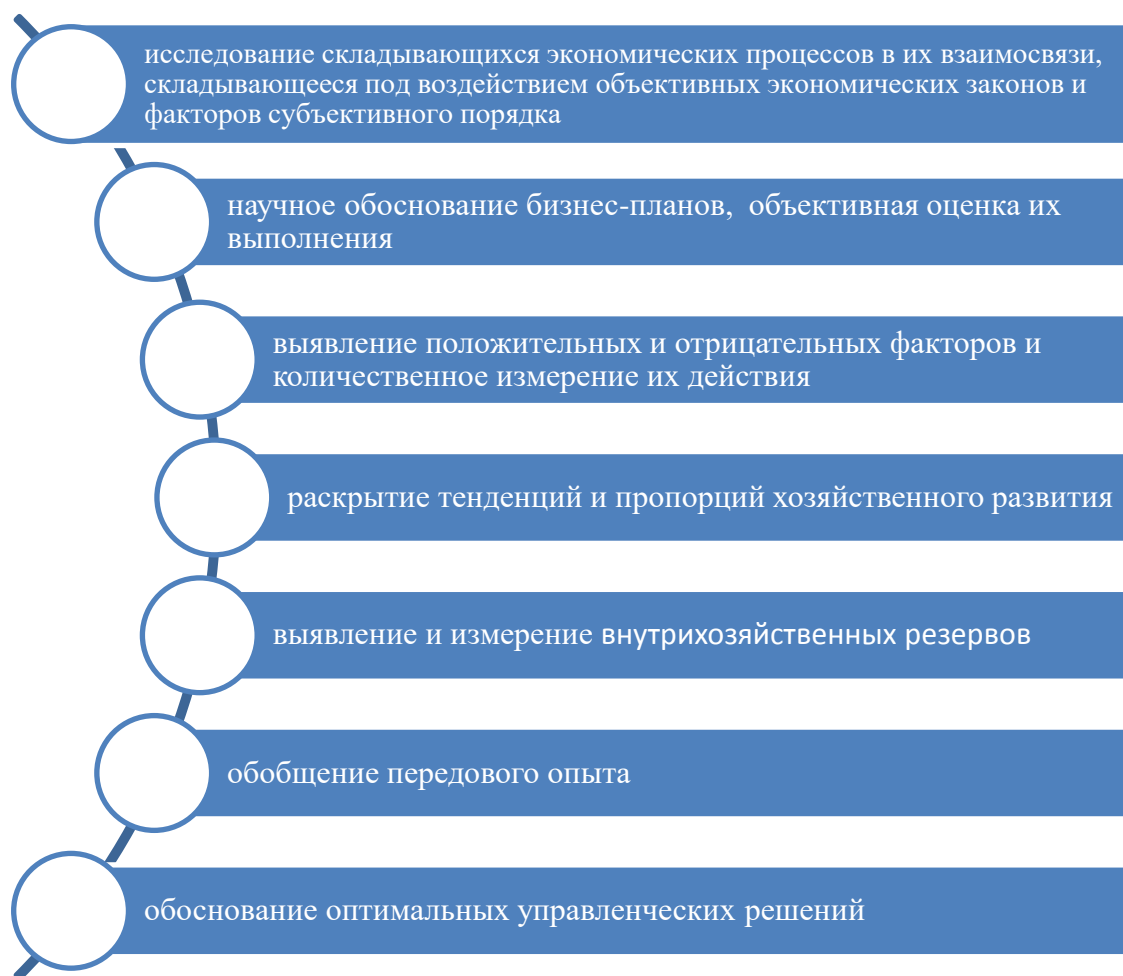 исследование складывающихся экономических процессов в их взаимосвязи,
складывающееся под воздействием объективных экономических законов и
факторов субъективного порядка
научное обоснование бизнес-планов,  объективная оценка их
выполнения
выявление положительных и отрицательных факторов и
количественное измерение их действия
раскрытие тенденций и пропорций хозяйственного развития
выявление и измерение внутрихозяйственных резервов
обобщение передового опыта
обоснование оптимальных управленческих решений